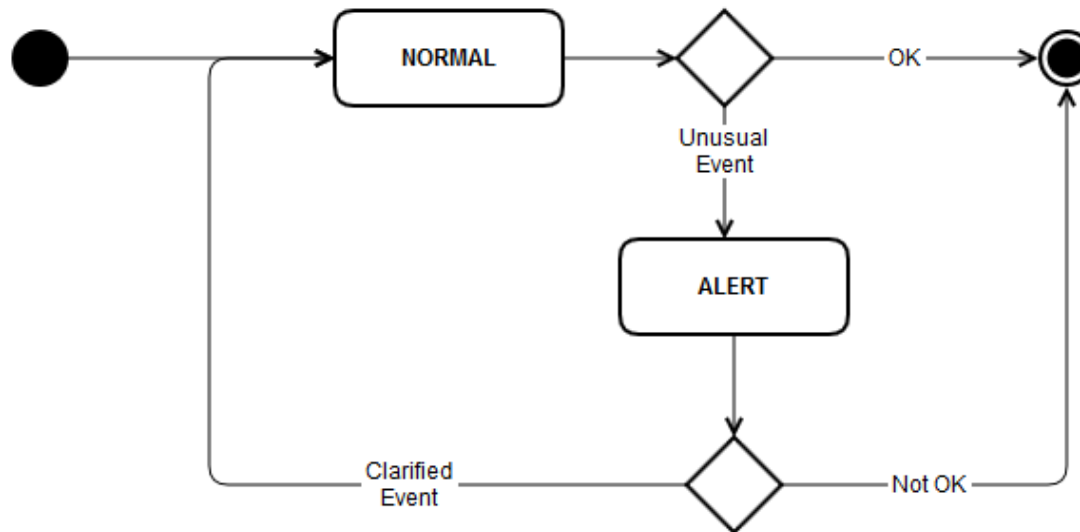 NORMAL
OK
Unusual
Event
ALERT
Clarified
Event
Not OK